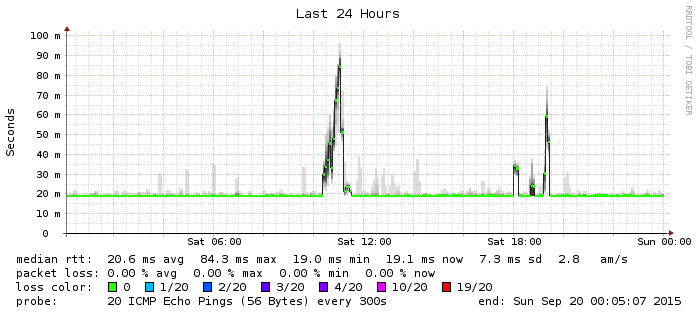 Last 24 Hours
RRDTOOL / TOBI OETIKER
Seconds
100 m
90 m
80 m
70 m
60 m
50 m
40 m
30 m
20 m
10 m
0
Sat 06:00 Sat 12:00 Sat 18:00 Sun 00:00
median rtt: 20.6 ms avg 84.3 ms max 19.0 ms min 19.1 ms now 7.3 ms sd 2.8 am/s
packet loss: 0.00 % avg 0.00 % max 0.00 % min 0.00 % now
loss color: 0 1/20 2/20 3/20 4/20 10/20 19/20
probe: 20 ICMP Echo Pings (56 Bytes) every 300s end: Sun Sep 20 00:05:07 2015